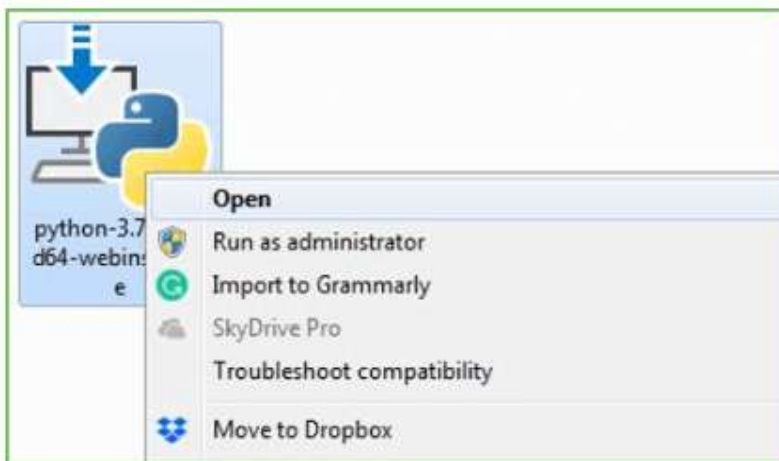 python-3.7
d64-webins
e
Open
Run as administrator
Import to Grammarly
SkyDrive Pro
Troubleshoot compatibility
Move to Dropbox